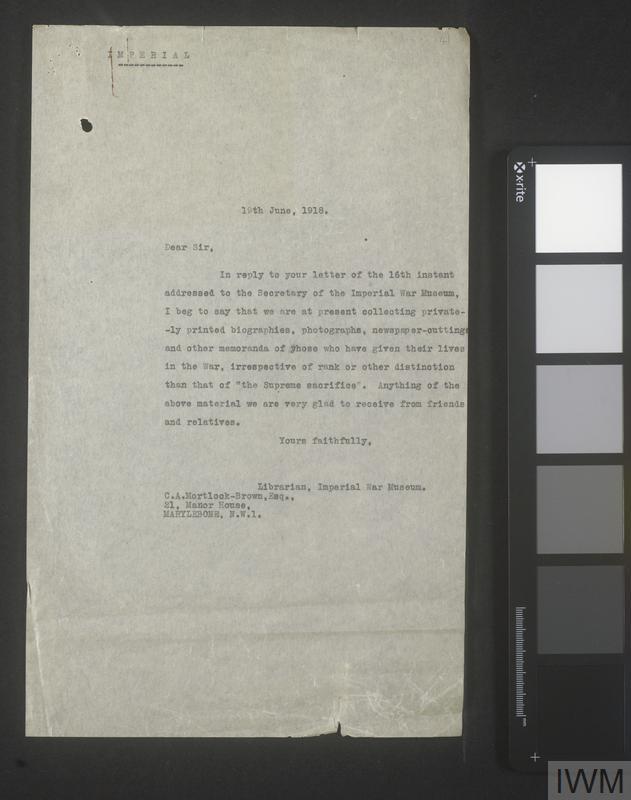 IMPERIAL
19th June, 1918.
Dear Sir,
In reply to your letter of the 16th instant
addressed to the Secretary of the Imperial War Museum,
I beg to say that we are at present collecting private-
-ly printed biographies, photographs, newspaper-cuttings
and other memoranda of those who have given their lives
in the War, irrespective of rank or other distinction
than that of "the Supreme sacrifice". Anything of the
above material we are very glad to receive from friends
and relatives.
Yours faithfully,
Librarian, Imperial War Museum.
C.A.Mortlock-Brown,Esq.,
21, Manor House,
MARYLEBONE, N.W.1.
x-rite
mm
IWM